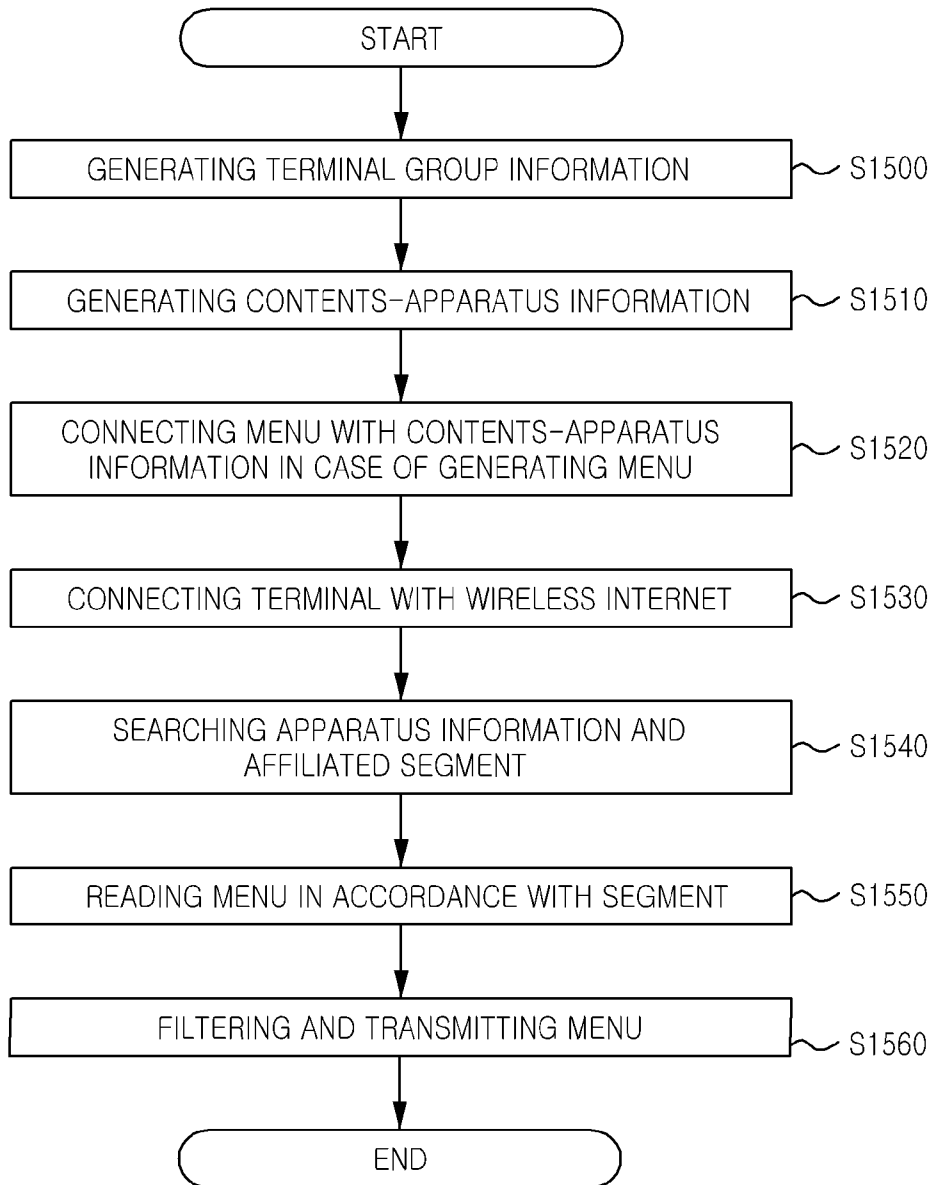 START
GENERATING TERMINAL GROUP INFORMATION
S1500
GENERATING CONTENTS-APPARATUS INFORMATION
S1510
CONNECTING MENU WITH CONTENTS-APPARATUS
INFORMATION IN CASE OF GENERATING MENU
S1520
CONNECTING TERMINAL WITH WIRELESS INTERNET
S1530
SEARCHING APPARATUS INFORMATION AND
AFFILIATED SEGMENT
S1540
READING MENU IN ACCORDANCE WITH SEGMENT
S1550
FILTERING AND TRANSMITTING MENU
S1560
END